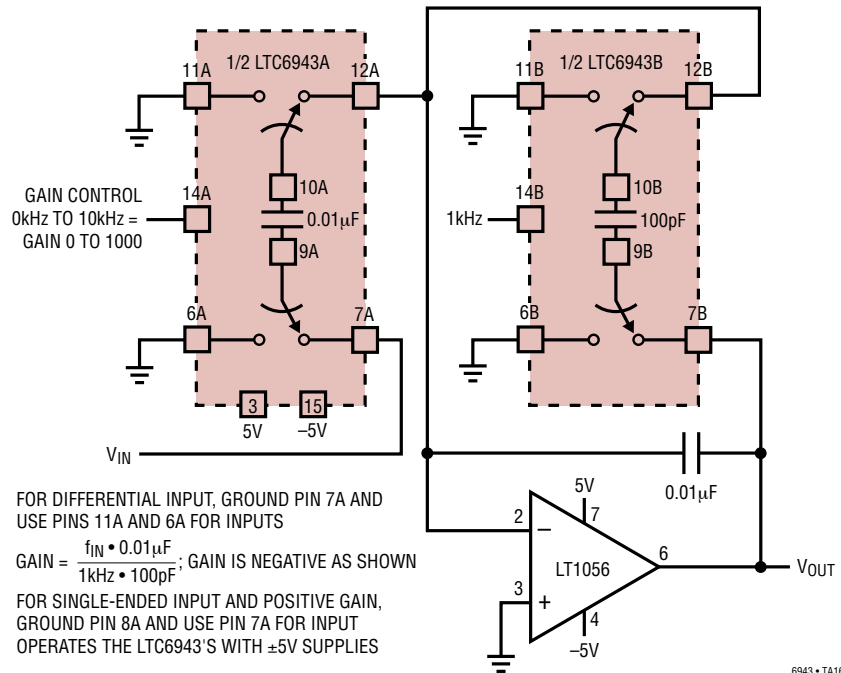 1/2 LTC6943A
1/2 LTC6943B
11A
12A
11B
12B
10A
10B
GAIN CONTROL
0kHz TO 10kHz =
GAIN 0 TO 1000
14A
0.01µF
1kHz
14B
100pF
9A
9B
6A
7A
6B
7B
3
15
5V
–5V
VIN
0.01µF
FOR DIFFERENTIAL INPUT, GROUND PIN 7A AND
USE PINS 11A AND 6A FOR INPUTS
GAIN = fIN • 0.01µF / 1kHz • 100pF; GAIN IS NEGATIVE AS SHOWN
FOR SINGLE-ENDED INPUT AND POSITIVE GAIN,
GROUND PIN 8A AND USE PIN 7A FOR INPUT
OPERATES THE LTC6943'S WITH ±5V SUPPLIES
5V
7
2
–
LT1056
6
VOUT
3
+
4
–5V
6943 • TA16